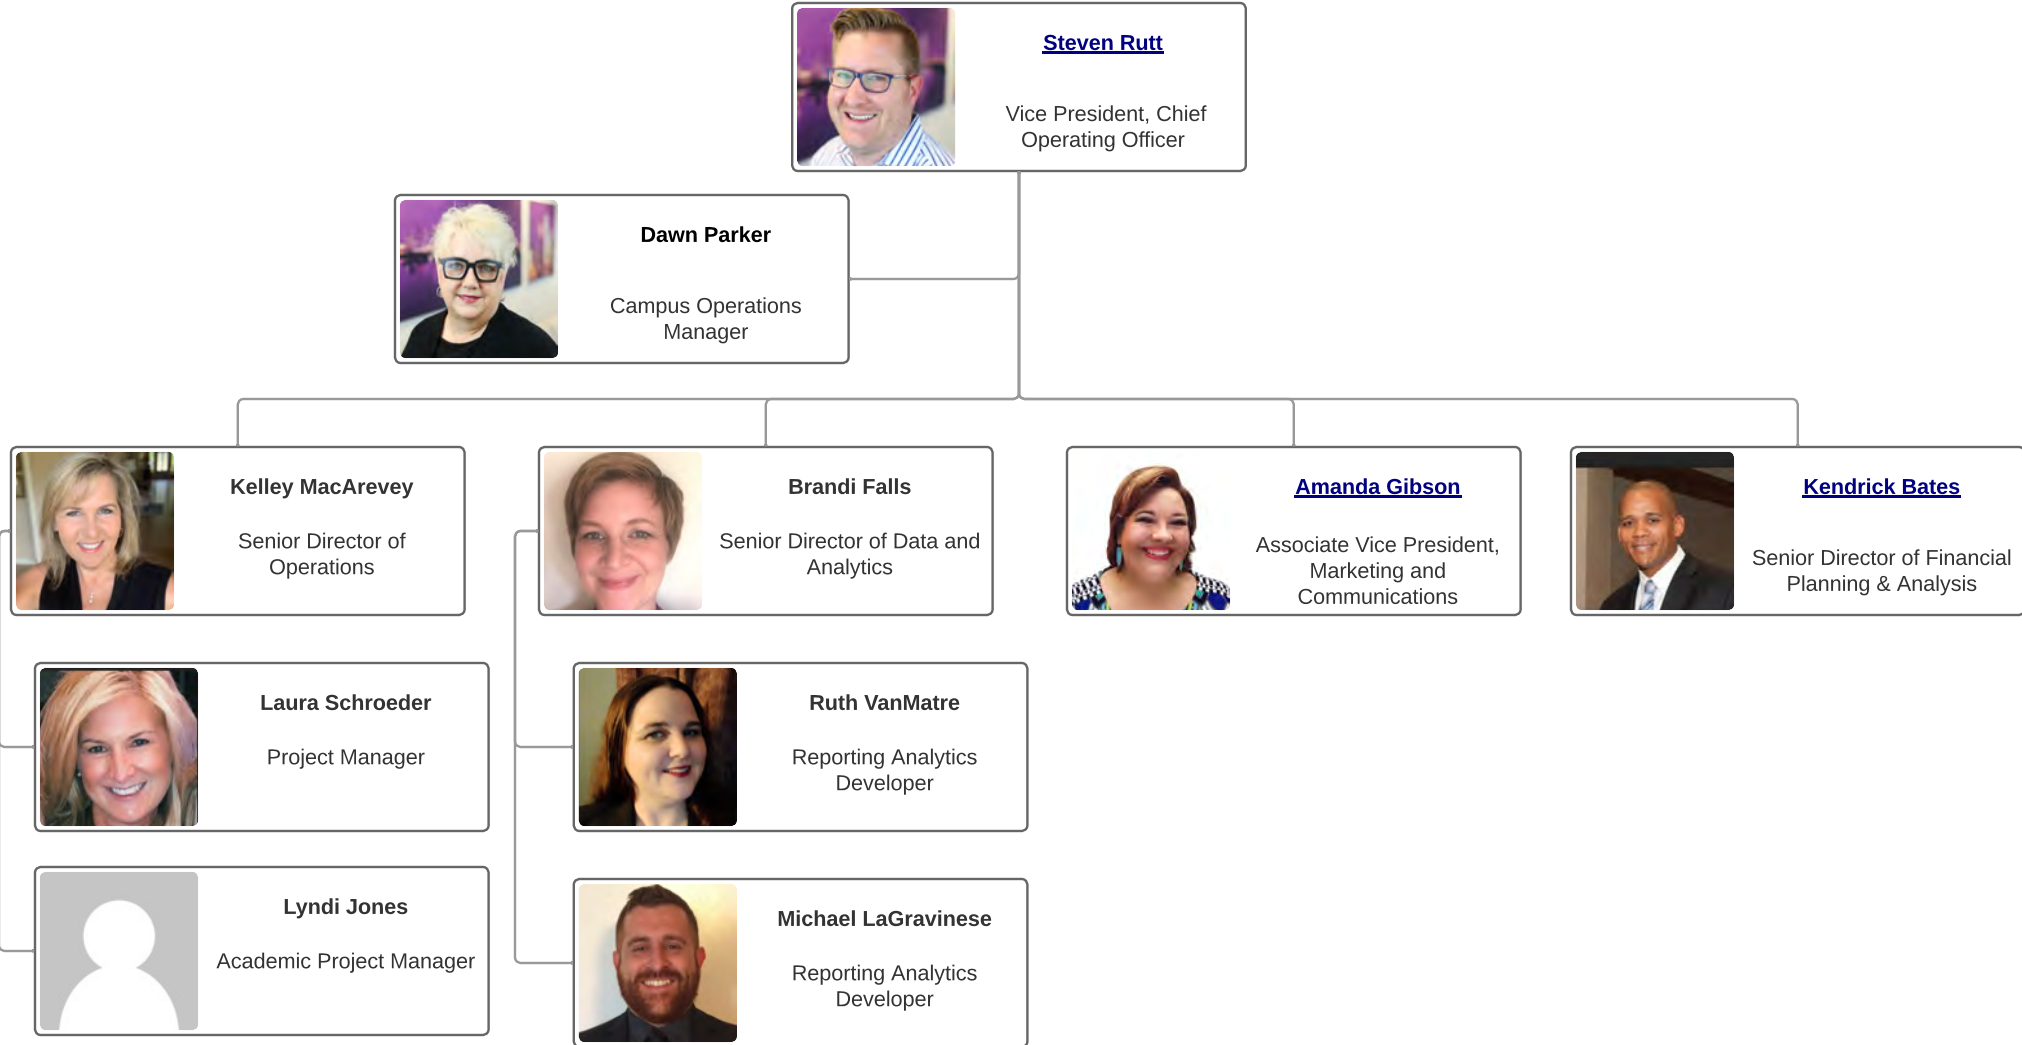 Steven Rutt
Vice President, Chief
Operating Officer
Dawn Parker
Campus Operations
Manager
Kelley MacArevey
Senior Director of
Operations
Brandi Falls
Senior Director of Data and
Analytics
Amanda Gibson
Associate Vice President,
Marketing and
Communications
Kendrick Bates
Senior Director of Financial
Planning & Analysis
Laura Schroeder
Project Manager
Ruth VanMatre
Reporting Analytics
Developer
Lyndi Jones
Academic Project Manager
Michael LaGravinese
Reporting Analytics
Developer